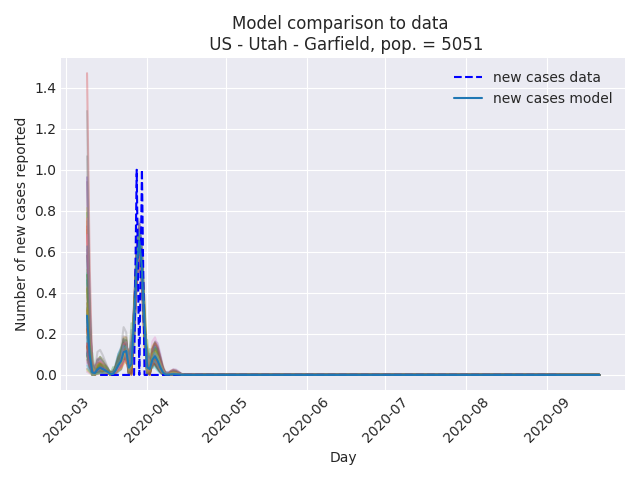 Model comparison to data
US - Utah - Garfield, pop. = 5051
new cases data
new cases model
Number of new cases reported
1.4
1.2
1.0
0.8
0.6
0.4
0.2
0.0
2020-03
2020-04
2020-05
2020-06
2020-07
2020-08
2020-09
Day